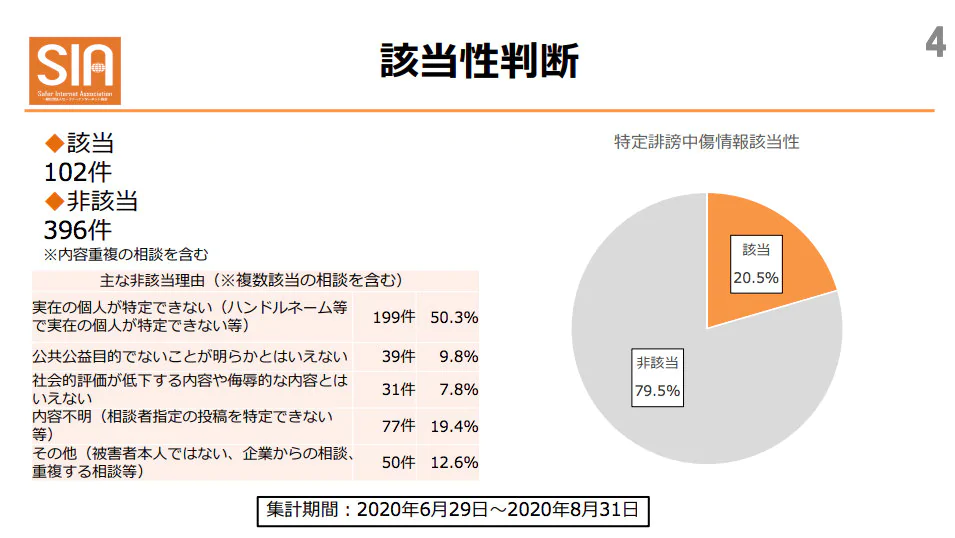 4
SIA
Safer Internet Association
一般社団法人セーファーインターネット協会
該当性判断
◆該当
102件
◆非該当
396件
※内容重複の相談を含む
主な非該当理由（※複数該当の相談を含む）
実在の個人が特定できない（ハンドルネーム等
で実在の個人が特定できない等） 199件 50.3%
公共公益目的でないことが明らかとはいえない 39件 9.8%
社会的評価が低下する内容や侮辱的な内容とは
いえない 31件 7.8%
内容不明（相談者指定の投稿を特定できない
等） 77件 19.4%
その他（被害者本人ではない、企業からの相談、
重複する相談等） 50件 12.6%
特定誹謗中傷情報該当性
該当
20.5%
非該当
79.5%
集計期間：2020年6月29日～2020年8月31日